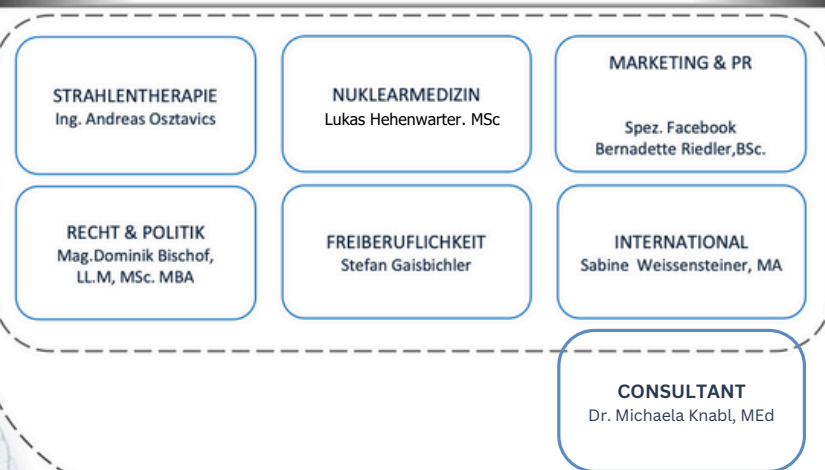 STRAHLENTHERAPIE
Ing. Andreas Osztavics
NUKLEARMEDIZIN
Lukas Hehenwarter. MSc
MARKETING & PR
Spez. Facebook
Bernadette Riedler,BSc.
RECHT & POLITIK
Mag.Dominik Bischof,
LL.M, MSc. MBA
FREIBERUFLICHKEIT
Stefan Gaisbichler
INTERNATIONAL
Sabine Weissensteiner, MA
CONSULTANT
Dr. Michaela Knabl, MEd